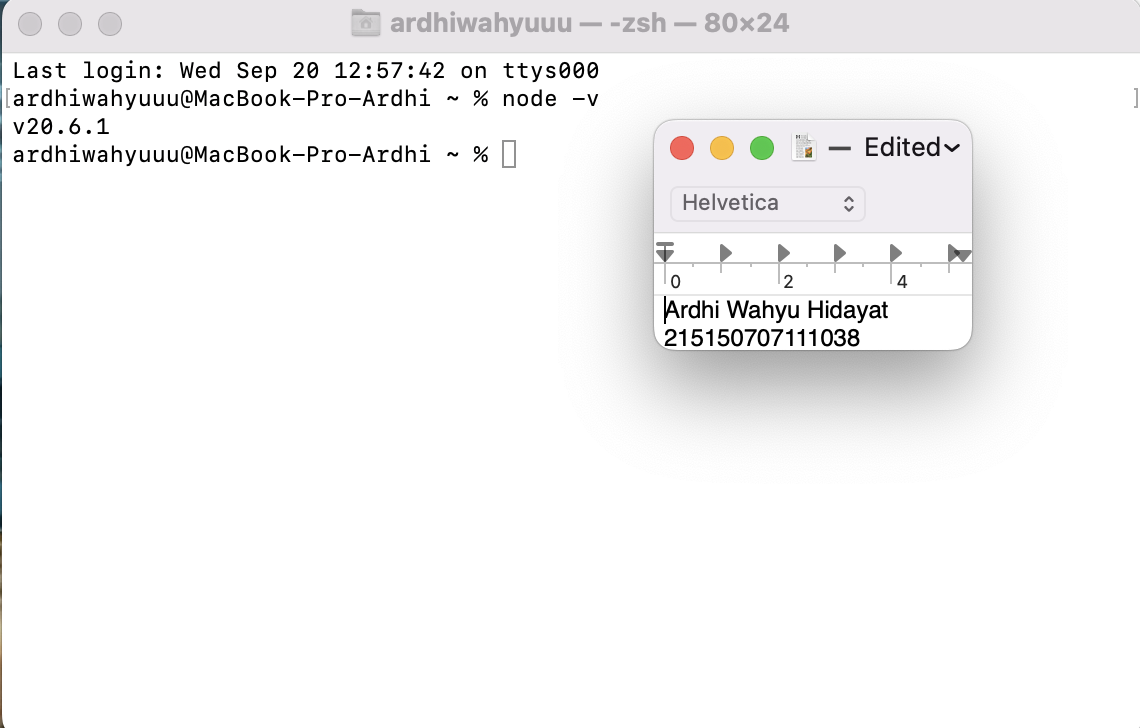 ardhiwahyuuu — -zsh — 80×24
Last login: Wed Sep 20 12:57:42 on ttys000
[ardhiwahyuuu@MacBook-Pro-Ardhi ~ % node -v ]
v20.6.1
ardhiwahyuuu@MacBook-Pro-Ardhi ~ %
— Edited
Helvetica
0 2 4
Ardhi Wahyu Hidayat
215150707111038